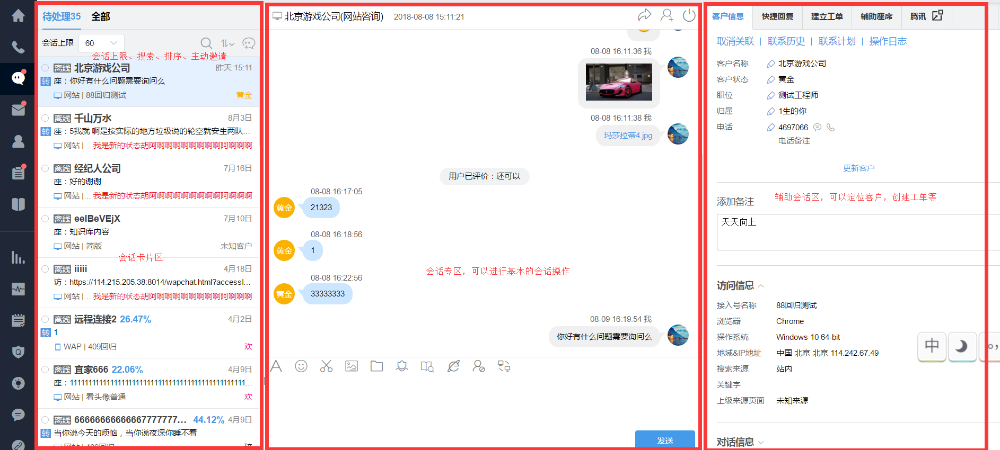 待处理35 全部
会话上限 60
会话上限、搜索、排序、主动邀请
离线 北京游戏公司 昨天 15:11
转 座：你好有什么问题需要询问么
网站 | 88回归测试 黄金
离线 千山万水 8月3日
转 座：5我就 啊是按实际的地方垃圾说的轮空就安生两队...
网站 |... 我是新的状态胡阿啊啊啊啊啊啊啊啊阿啊啊啊
离线 经纪人公司 7月16日
座：好的谢谢
网站 |... 我是新的状态胡阿啊啊啊啊啊啊啊啊阿啊啊啊
离线 eelBeVEjX 7月10日
座：知识库内容
网站 | 简版 未知客户
会话卡片区
离线 iiiii 4月18日
访：https://114.215.205.38:8014/wapchat.html?accessI...
网站 |... 我是新的状态胡阿啊啊啊啊啊啊啊啊阿啊啊啊
离线 远程连接2 26.47% 4月2日
转 1
WAP | 409回归 欢
离线 宜家666 22.06% 4月9日
网站 | 看头像普通 欢
离线 44.12% 4月9日
转 当你说今天的烦恼，当你说夜深你睡不着
网站 | 409回归
北京游戏公司(网站咨询) 2018-08-08 15:11:21
08-08 16:11:36 我
08-08 16:11:38 我
玛莎拉蒂4.jpg
用户已评价：还可以
08-08 16:17:05
黄金 21323
08-08 16:18:56
黄金 1
会话专区，可以进行基本的会话操作
08-08 16:22:56
黄金 33333333
08-09 16:19:54 我
你好有什么问题需要询问么
A
发送
客户信息 快捷回复 建立工单 辅助座席 腾讯
取消关联 | 联系历史 | 联系计划 | 操作日志
客户名称 北京游戏公司
客户状态 黄金
职位 测试工程师
归属 1生的你
电话 4697066
电话备注
更新客户
添加备注 辅助会话区，可以定位客户，创建工单等
天天向上
访问信息
接入号名称 88回归测试
浏览器 Chrome
操作系统 Windows 10 64-bit
地域&IP地址 中国 北京 北京 114.242.67.49
搜索来源 站内
关键字
上级来源页面 未知来源
对话信息
中